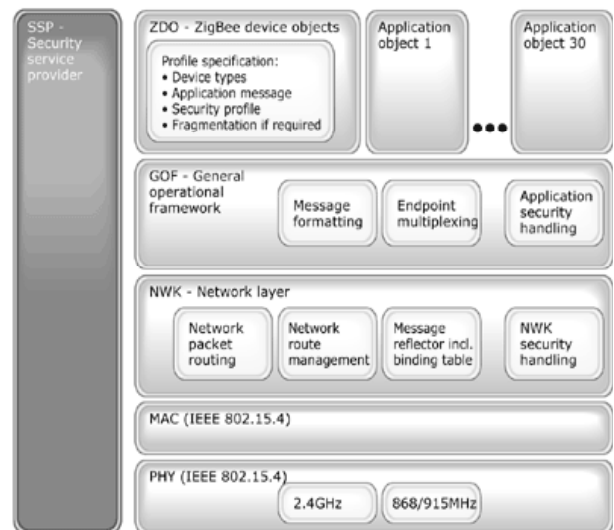 SSP -
Security
service
provider
ZDO - ZigBee device objects
Profile specification:
• Device types
• Application message
• Security profile
• Fragmentation if required
Application
object 1
•••
Application
object 30
GOF - General
operational
framework
Message
formatting
Endpoint
multiplexing
Application
security
handling
NWK - Network layer
Network
packet
routing
Network
route
management
Message
reflector incl.
binding table
NWK
security
handling
MAC (IEEE 802.15.4)
PHY (IEEE 802.15.4)
2.4GHz
868/915MHz